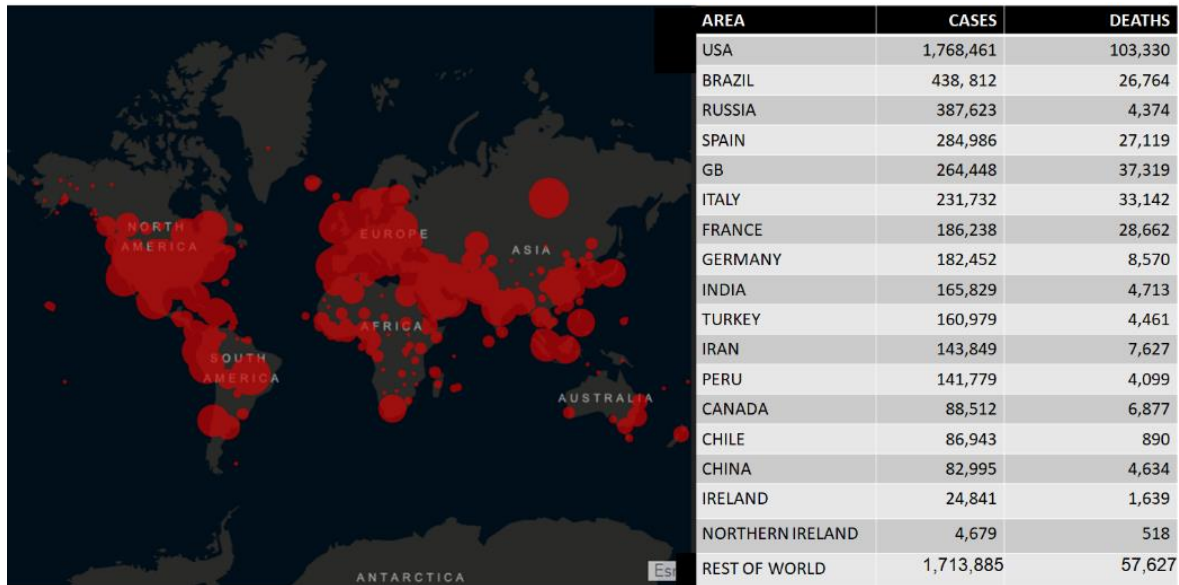 NORTH
AMERICA
EUROPE
ASIA
AFRICA
SOUTH
AMERICA
AUSTRALIA
ANTARCTICA
AREA CASES DEATHS
USA 1,768,461 103,330
BRAZIL 438, 812 26,764
RUSSIA 387,623 4,374
SPAIN 284,986 27,119
GB 264,448 37,319
ITALY 231,732 33,142
FRANCE 186,238 28,662
GERMANY 182,452 8,570
INDIA 165,829 4,713
TURKEY 160,979 4,461
IRAN 143,849 7,627
PERU 141,779 4,099
CANADA 88,512 6,877
CHILE 86,943 890
CHINA 82,995 4,634
IRELAND 24,841 1,639
NORTHERN IRELAND 4,679 518
REST OF WORLD 1,713,885 57,627